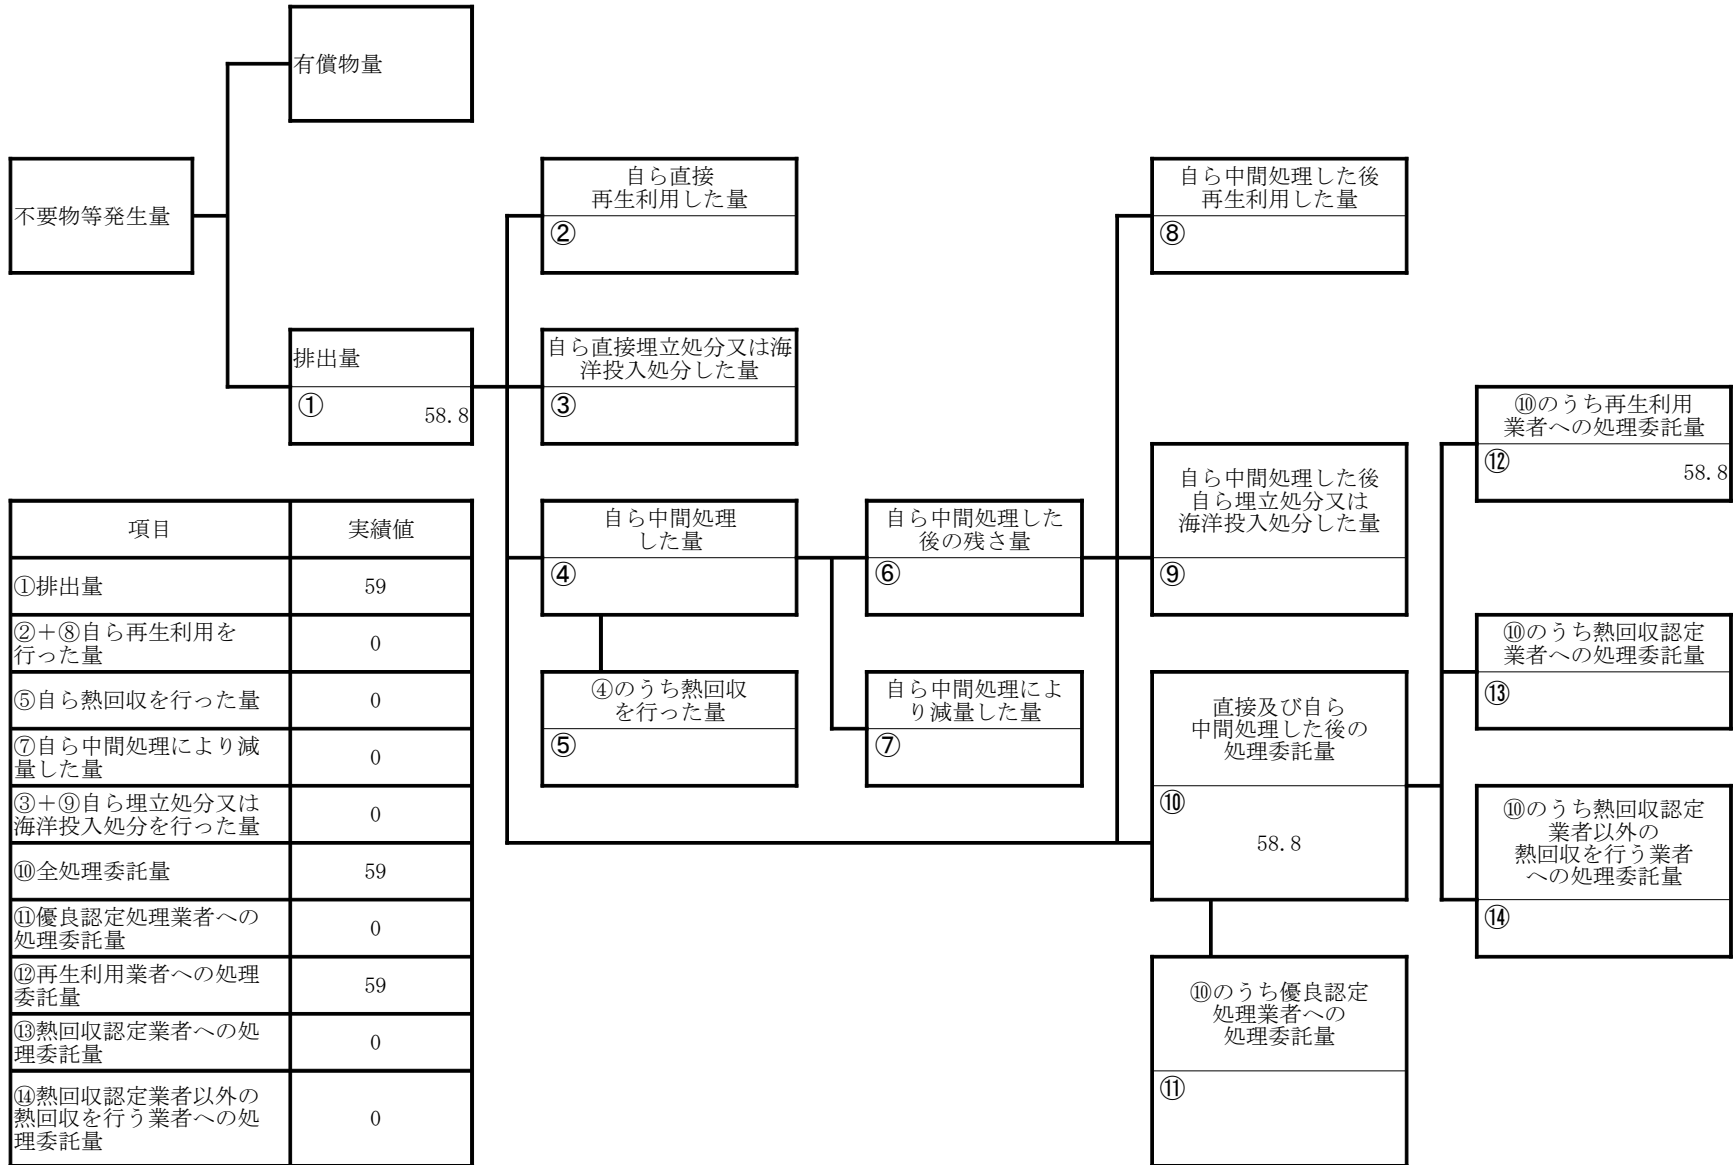 有償物量
不要物等発生量
自ら直接
再生利用した量
②
自ら中間処理した後
再生利用した量
⑧
排出量
①
58.8
自ら直接埋立処分又は海
洋投入処分した量
③
⑩のうち再生利用
業者への処理委託量
⑫
58.8
自ら中間処理した後
自ら埋立処分又は
海洋投入処分した量
⑨
自ら中間処理
した量
④
自ら中間処理した
後の残さ量
⑥
⑩のうち熱回収認定
業者への処理委託量
⑬
④のうち熱回収
を行った量
⑤
自ら中間処理によ
り減量した量
⑦
直接及び自ら
中間処理した後の
処理委託量
⑩
58.8
⑩のうち熱回収認定
業者以外の
熱回収を行う業者
への処理委託量
⑭
⑩のうち優良認定
処理業者への
処理委託量
⑪
項目 実績値
①排出量 59
②＋⑧自ら再生利用を
行った量 0
⑤自ら熱回収を行った量 0
⑦自ら中間処理により減
量した量 0
③＋⑨自ら埋立処分又は
海洋投入処分を行った量 0
⑩全処理委託量 59
⑪優良認定処理業者への
処理委託量 0
⑫再生利用業者への処理
委託量 59
⑬熱回収認定業者への処
理委託量 0
⑭熱回収認定業者以外の
熱回収を行う業者への処
理委託量 0